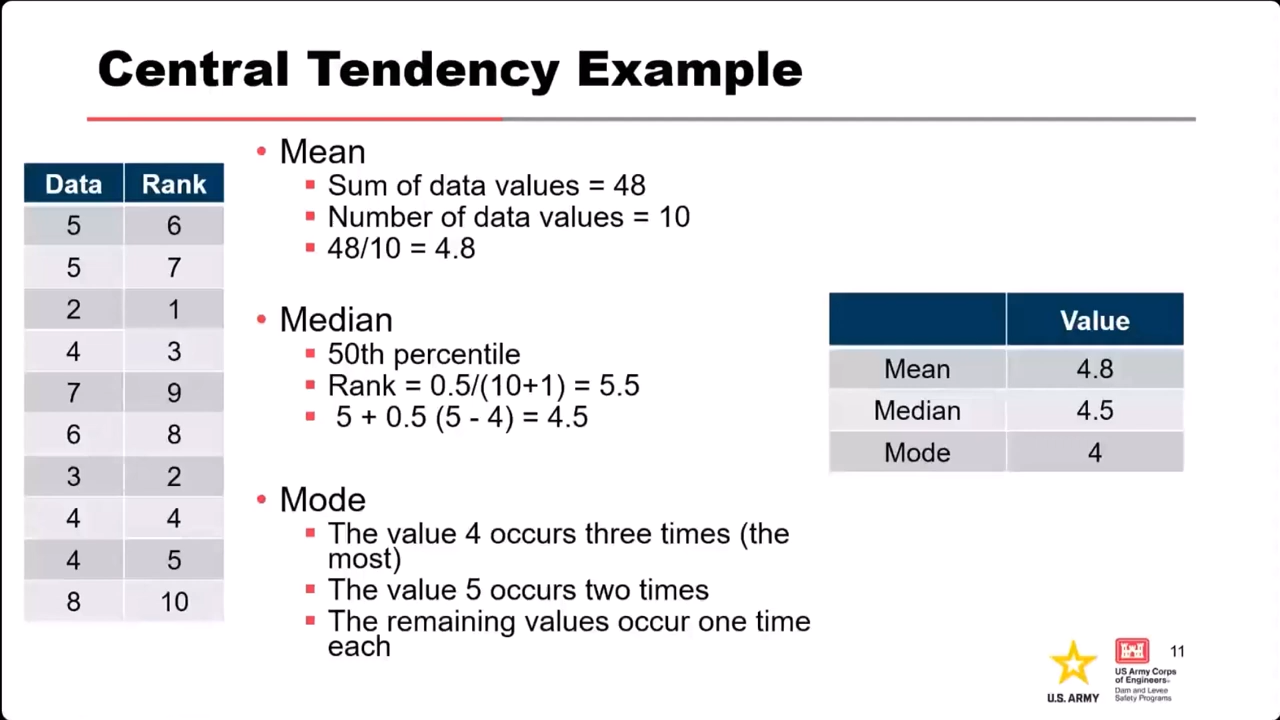 Central Tendency Example
Data Rank
5 6
5 7
2 1
4 3
7 9
6 8
3 2
4 4
4 5
8 10
• Mean
▪ Sum of data values = 48
▪ Number of data values = 10
▪ 48/10 = 4.8
• Median
▪ 50th percentile
▪ Rank = 0.5/(10+1) = 5.5
▪ 5 + 0.5 (5 - 4) = 4.5
• Mode
▪ The value 4 occurs three times (the
most)
▪ The value 5 occurs two times
▪ The remaining values occur one time
each
Value
Mean 4.8
Median 4.5
Mode 4
U.S. ARMY
US Army Corps
of Engineers®
Dam and Levee
Safety Programs
11